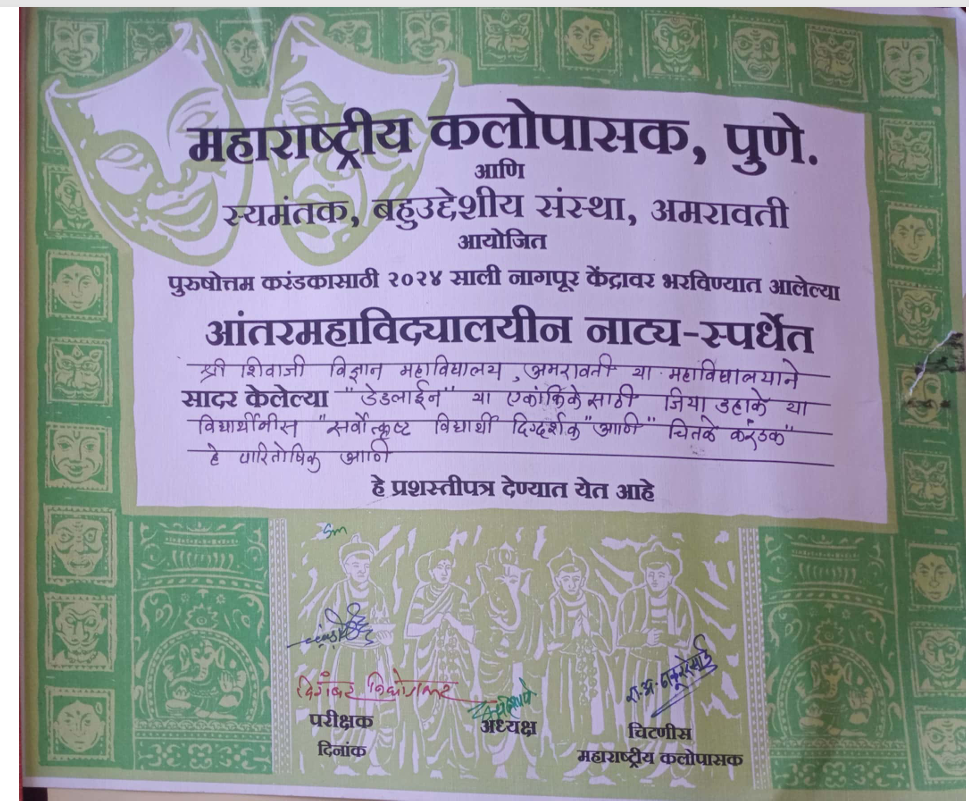 महाराष्ट्रीय कलोपासक, पुणे.
आणि
स्यमंतक, बहुउद्देशीय संस्था, अमरावती
आयोजित
पुरुषोत्तम करंडकासाठी २०२४ साली नागपूर केंद्रावर भरविण्यात आलेल्या
आंतरमहाविद्यालयीन नाट्य-स्पर्धेत
श्री शिवाजी विज्ञान महाविद्यालय, अमरावती या महाविद्यालयाने
सादर केलेल्या "डेडलाईन" या एकांकिकेसाठी जिया डहाके या
विद्यार्थीनीस "सर्वोत्कृष्ट विद्यार्थी दिग्दर्शक" आणि "चितळे करंडक"
हे पारितोषिक आणि
हे प्रशस्तीपत्र देण्यात येत आहे
परीक्षक
अध्यक्ष
चिटणीस
दिनांक
महाराष्ट्रीय कलोपासक